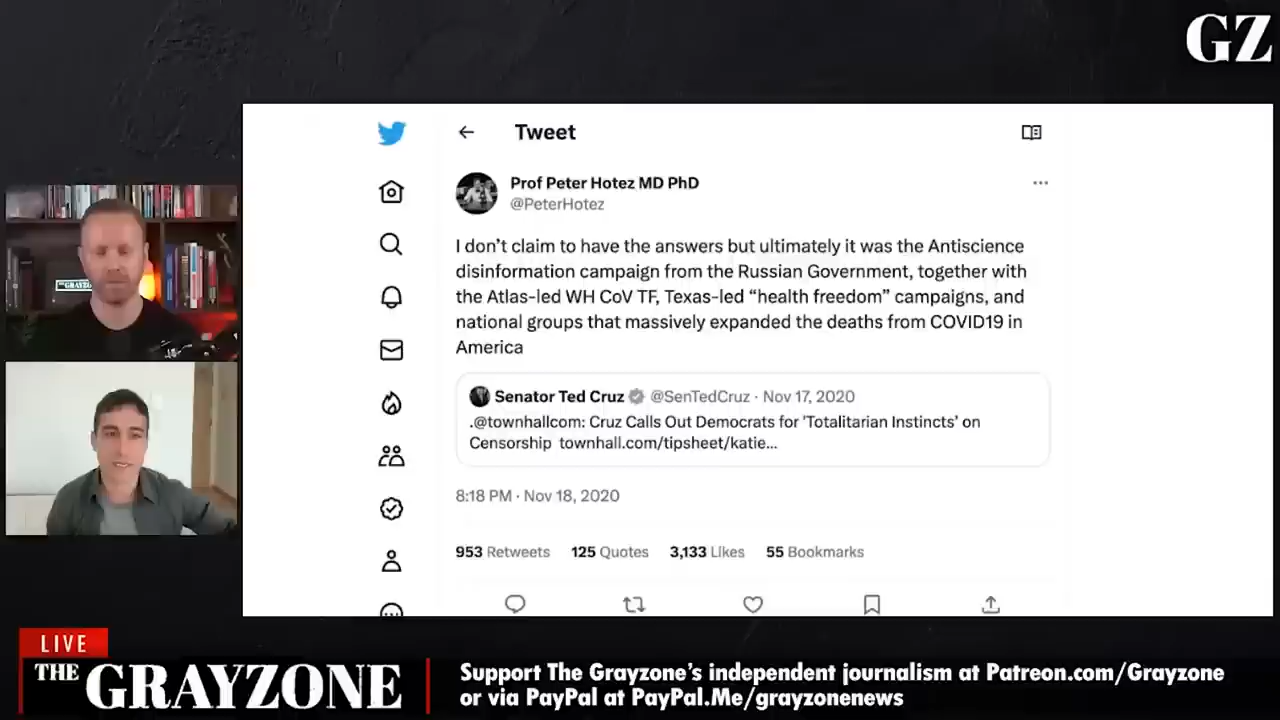 GZ
Tweet
Prof Peter Hotez MD PhD
@PeterHotez
I don't claim to have the answers but ultimately it was the Antiscience
disinformation campaign from the Russian Government, together with
the Atlas-led WH CoV TF, Texas-led “health freedom” campaigns, and
national groups that massively expanded the deaths from COVID19 in
America
Senator Ted Cruz @SenTedCruz · Nov 17, 2020
.@townhallcom: Cruz Calls Out Democrats for 'Totalitarian Instincts' on
Censorship townhall.com/tipsheet/katie...
8:18 PM · Nov 18, 2020
953 Retweets 125 Quotes 3,133 Likes 55 Bookmarks
LIVE
THE GRAYZONE
Support The Grayzone's independent journalism at Patreon.com/Grayzone
or via PayPal at PayPal.Me/grayzonenews